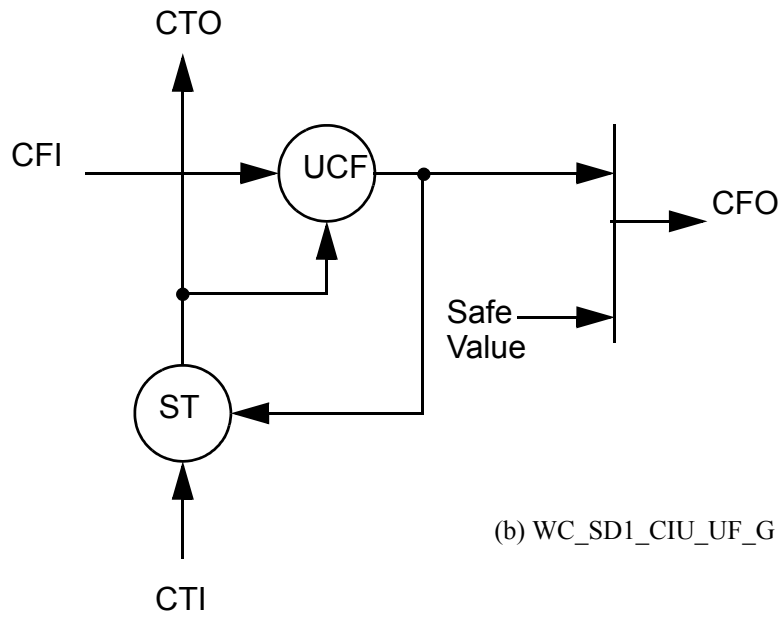 CTO
CFI
UCF
CFO
Safe
Value
ST
(b) WC_SD1_CIU_UF_G
CTI